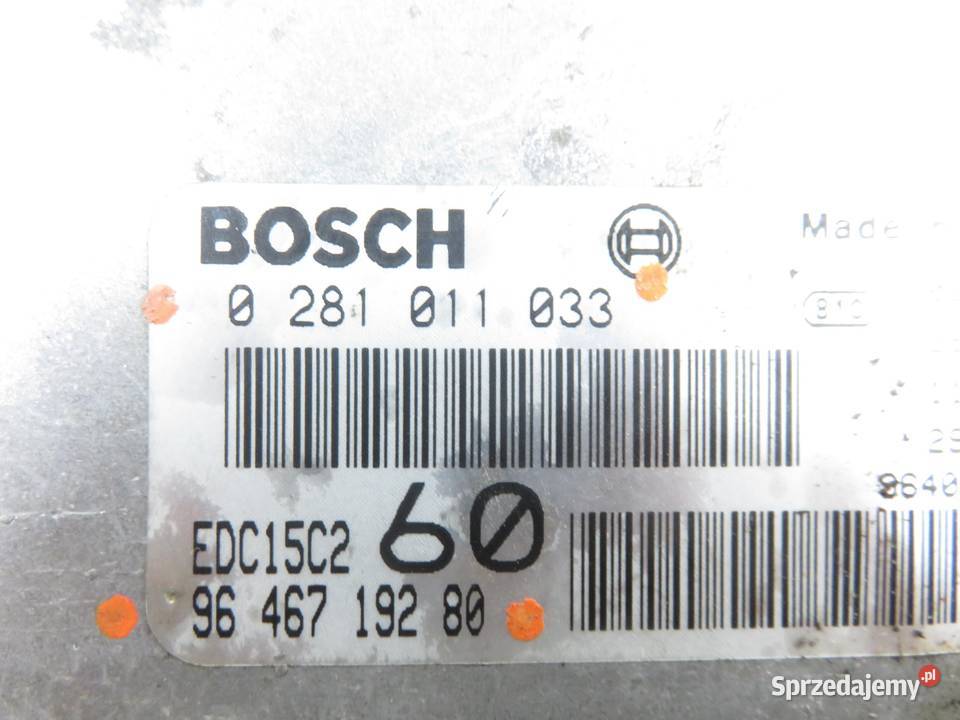 BOSCH
Made
0 281 011 033
EDC15C2 60
96 467 192 80
Sprzedajemy.pl